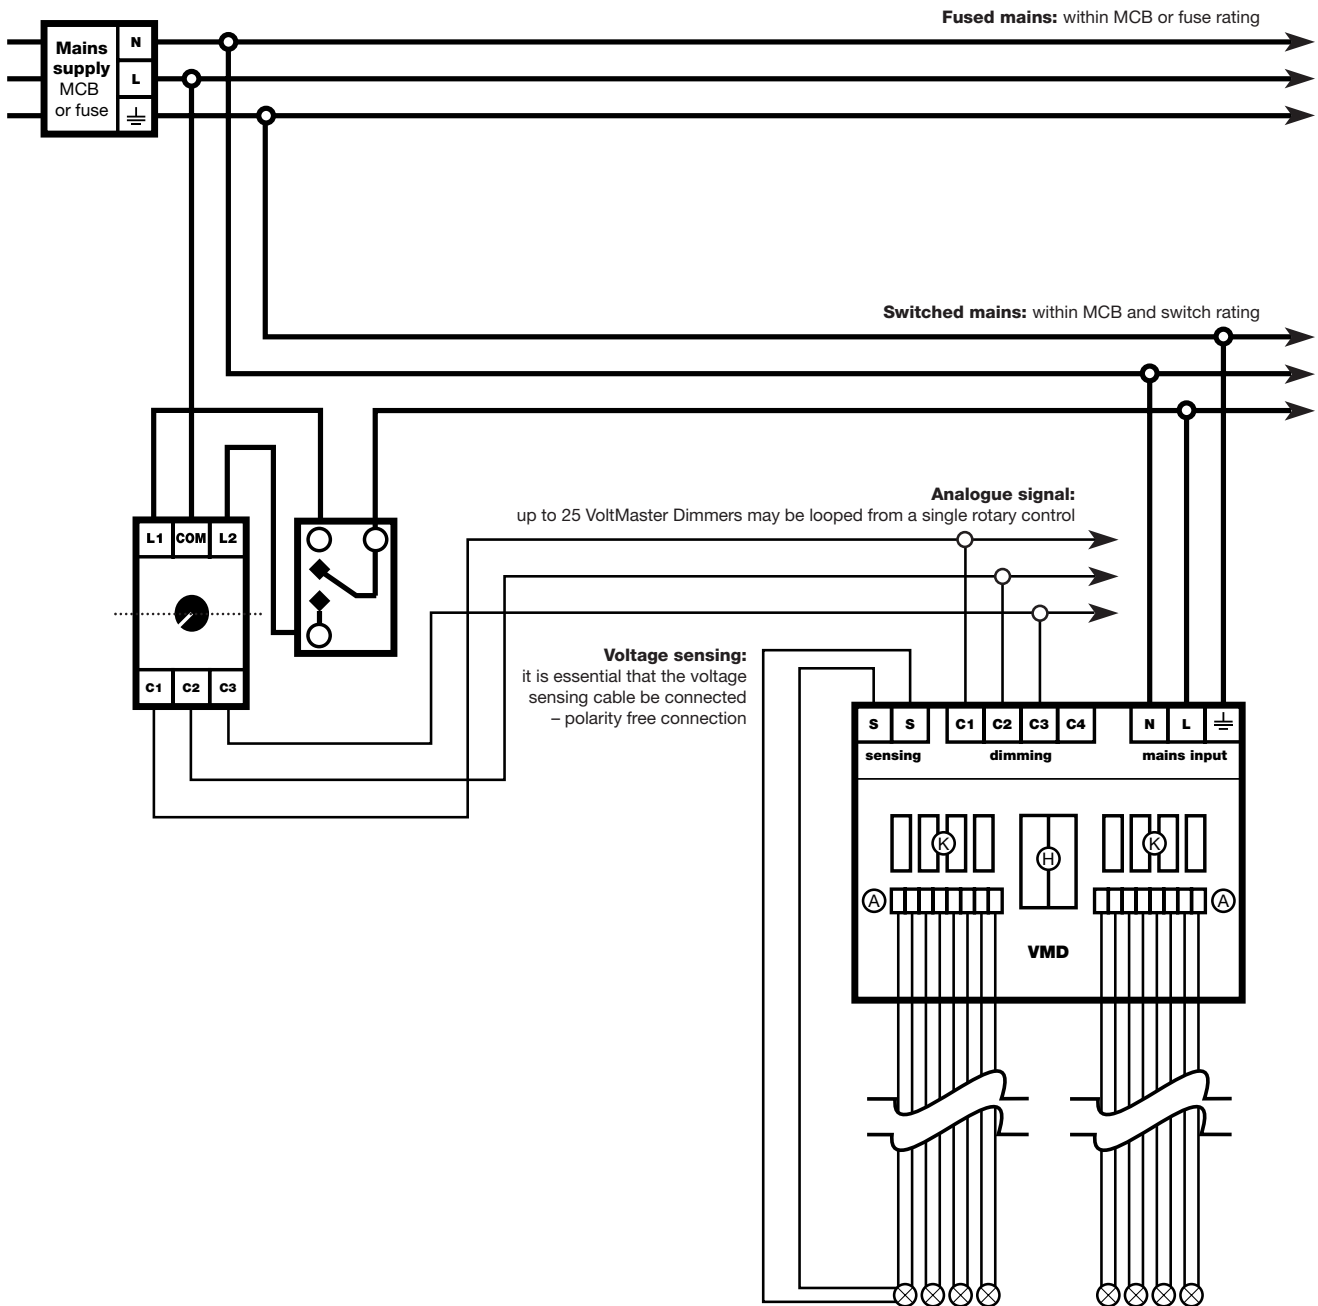 Fused mains: within MCB or fuse rating
Mains
supply
MCB
or fuse
N
L
Switched mains: within MCB and switch rating
Analogue signal:
up to 25 VoltMaster Dimmers may be looped from a single rotary control
L1 COM L2
C1 C2 C3
Voltage sensing:
it is essential that the voltage
sensing cable be connected
– polarity free connection
S S C1 C2 C3 C4 N L
sensing dimming mains input
K H K
A A
VMD